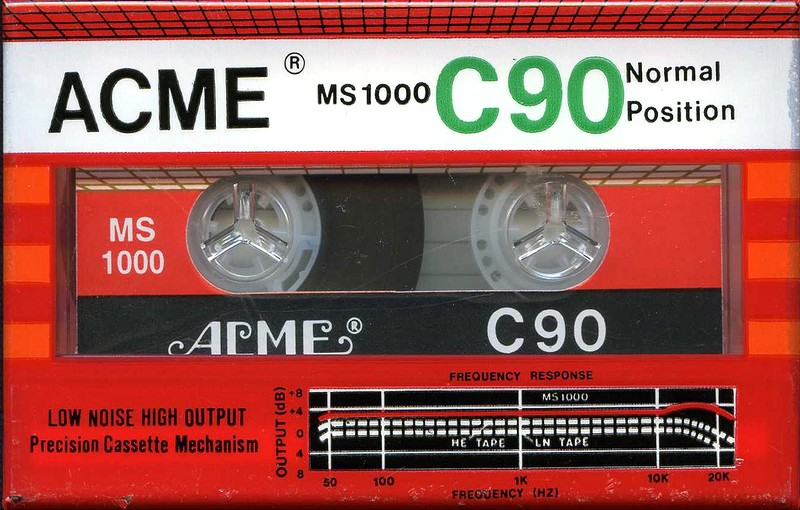 ACME ® MS1000 C90 Normal
Position
MS
1000
ACME ® C90
FREQUENCY RESPONSE
LOW NOISE HIGH OUTPUT
Precision Cassette Mechanism
OUTPUT (dB)
+8
+4
0
4
8
MS1000
HE TAPE LN TAPE
50 100 1K 10K 20K
FREQUENCY (HZ)